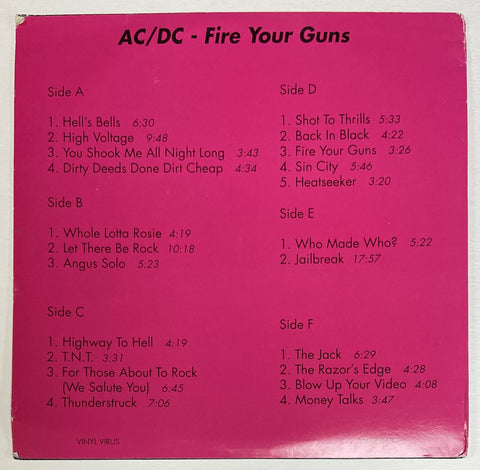 AC/DC - Fire Your Guns
Side A
1. Hell's Bells 6:30
2. High Voltage 9:48
3. You Shook Me All Night Long 3:43
4. Dirty Deeds Done Dirt Cheap 4:34
Side B
1. Whole Lotta Rosie 4:19
2. Let There Be Rock 10:18
3. Angus Solo 5:23
Side C
1. Highway To Hell 4:19
2. T.N.T. 3:31
3. For Those About To Rock
(We Salute You) 6:45
4. Thunderstruck 7:06
VINYL VIRUS
Side D
1. Shot To Thrills 5:33
2. Back In Black 4:22
3. Fire Your Guns 3:26
4. Sin City 5:46
5. Heatseeker 3:20
Side E
1. Who Made Who? 5:22
2. Jailbreak 17:57
Side F
1. The Jack 6:29
2. The Razor's Edge 4:28
3. Blow Up Your Video 4:08
4. Money Talks 3:47